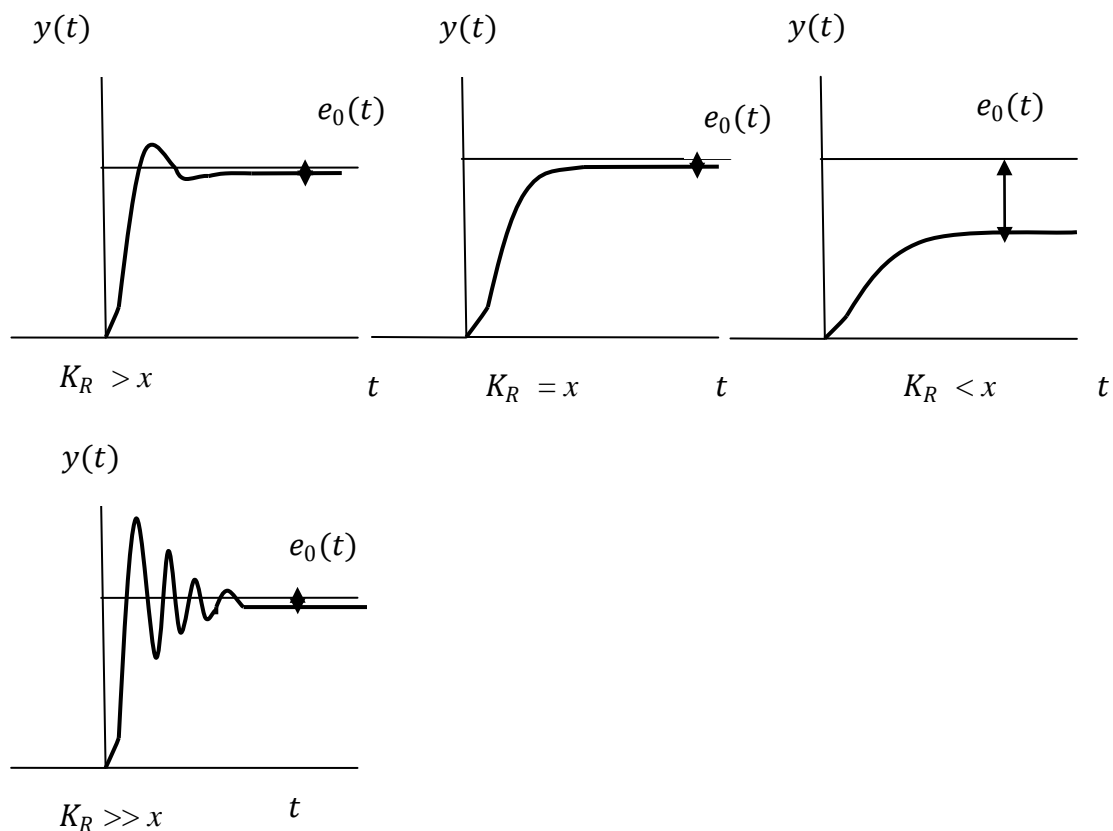 y(t)
y(t)
y(t)
e₀(t)
e₀(t)
e₀(t)
K_R > x
t
K_R = x
t
K_R < x
t
y(t)
e₀(t)
K_R >> x
t